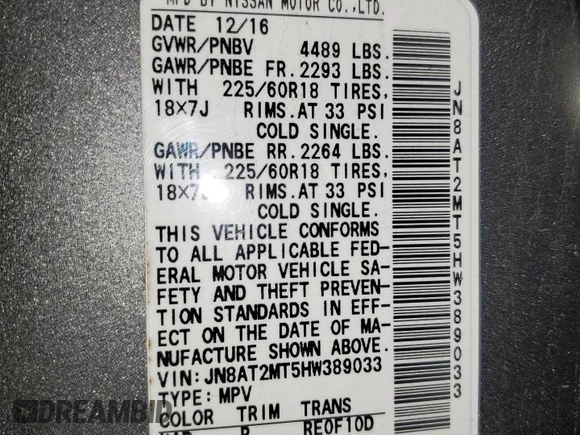 MFD BY NISSAN MOTOR CO.,LTD.
DATE 12/16
GVWR/PNBV 4489 LBS.
GAWR/PNBE FR. 2293 LBS.
WITH 225/60R18 TIRES,
18×7J RIMS. AT 33 PSI
COLD SINGLE.
GAWR/PNBE RR. 2264 LBS.
WITH 225/60R18 TIRES,
18×7J RIMS. AT 33 PSI
COLD SINGLE.
THIS VEHICLE CONFORMS
TO ALL APPLICABLE FED-
ERAL MOTOR VEHICLE SA-
FETY AND THEFT PREVEN-
TION STANDARDS IN EFF-
ECT ON THE DATE OF MA-
NUFACTURE SHOWN ABOVE.
VIN: JN8AT2MT5HW389033
TYPE: MPV
COLOR TRIM TRANS
RE0F10D
JN8AT2MT5HW389033
DREAMBID